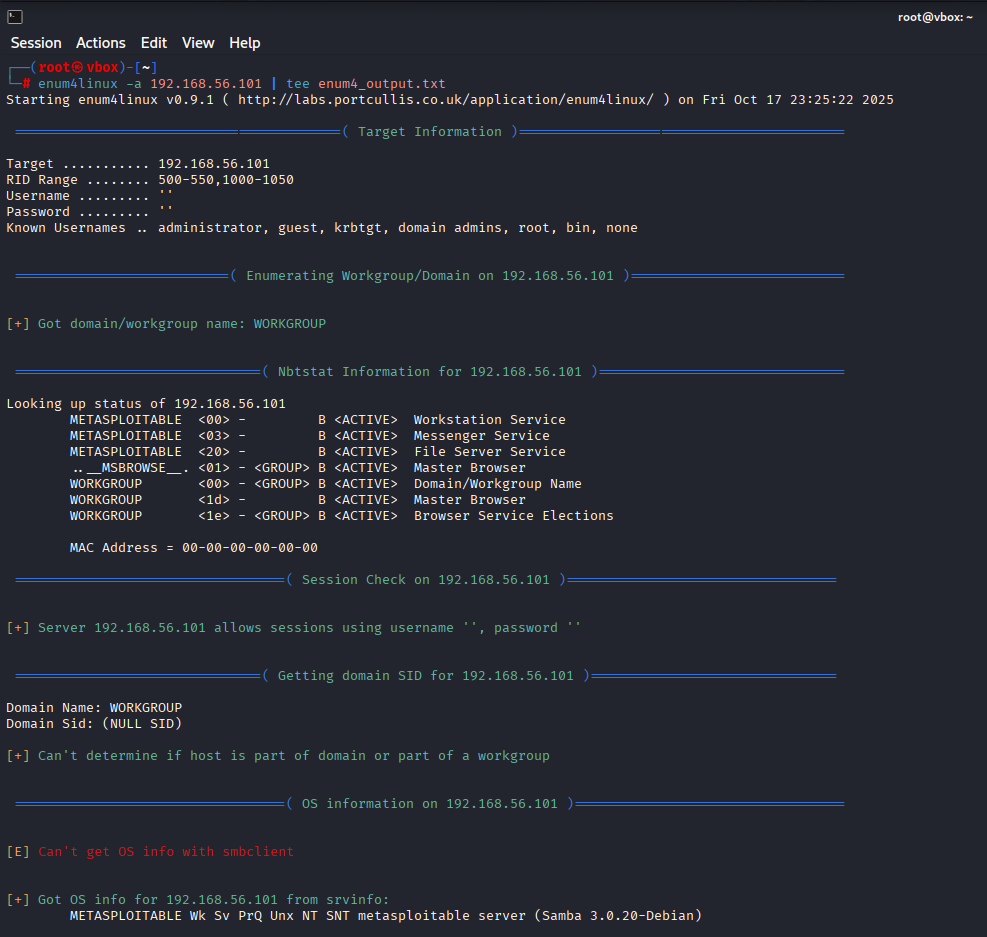 root@vbox: ~
Session Actions Edit View Help
┌──(root㉿vbox)-[~]
└─# enum4linux -a 192.168.56.101 | tee enum4_output.txt
Starting enum4linux v0.9.1 ( http://labs.portcullis.co.uk/application/enum4linux/ ) on Fri Oct 17 23:25:22 2025
=========================================( Target Information )=========================================
Target ........... 192.168.56.101
RID Range ........ 500-550,1000-1050
Username ......... ''
Password ......... ''
Known Usernames .. administrator, guest, krbtgt, domain admins, root, bin, none
===========================( Enumerating Workgroup/Domain on 192.168.56.101 )===========================
[+] Got domain/workgroup name: WORKGROUP
===============================( Nbtstat Information for 192.168.56.101 )===============================
Looking up status of 192.168.56.101
METASPLOITABLE <00> - B <ACTIVE> Workstation Service
METASPLOITABLE <03> - B <ACTIVE> Messenger Service
METASPLOITABLE <20> - B <ACTIVE> File Server Service
..__MSBROWSE__. <01> - <GROUP> B <ACTIVE> Master Browser
WORKGROUP <00> - <GROUP> B <ACTIVE> Domain/Workgroup Name
WORKGROUP <1d> - B <ACTIVE> Master Browser
WORKGROUP <1e> - <GROUP> B <ACTIVE> Browser Service Elections
MAC Address = 00-00-00-00-00-00
==================================( Session Check on 192.168.56.101 )==================================
[+] Server 192.168.56.101 allows sessions using username '', password ''
===============================( Getting domain SID for 192.168.56.101 )===============================
Domain Name: WORKGROUP
Domain Sid: (NULL SID)
[+] Can't determine if host is part of domain or part of a workgroup
==================================( OS information on 192.168.56.101 )==================================
[E] Can't get OS info with smbclient
[+] Got OS info for 192.168.56.101 from srvinfo:
METASPLOITABLE Wk Sv PrQ Unx NT SNT metasploitable server (Samba 3.0.20-Debian)